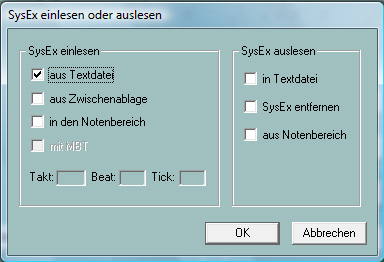 SysEx einlesen oder auslesen
SysEx einlesen
aus Textdatei
aus Zwischenablage
in den Notenbereich
mit MBT
Takt: Beat: Tick:
SysEx auslesen
in Textdatei
SysEx entfernen
aus Notenbereich
OK Abbrechen